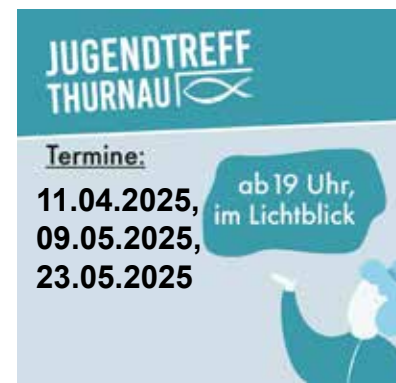 JUGENDTREFF
THURNAU
Termine:
11.04.2025,
09.05.2025,
23.05.2025
ab 19 Uhr,
im Lichtblick